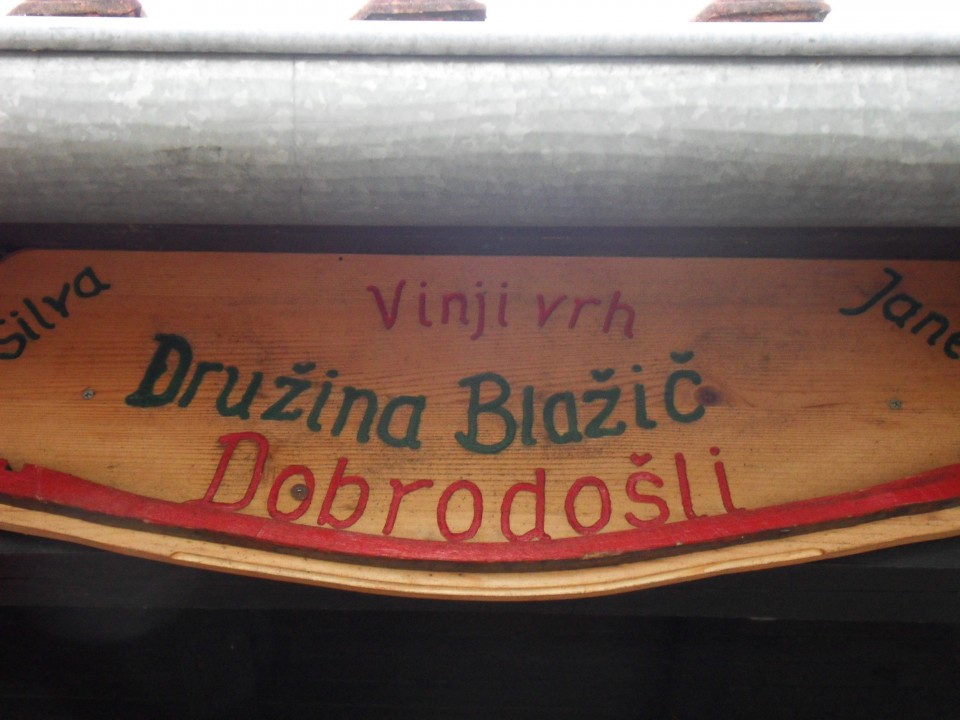 Silva
Vinji vrh
Jane
Družina Blažič
Dobrodošli